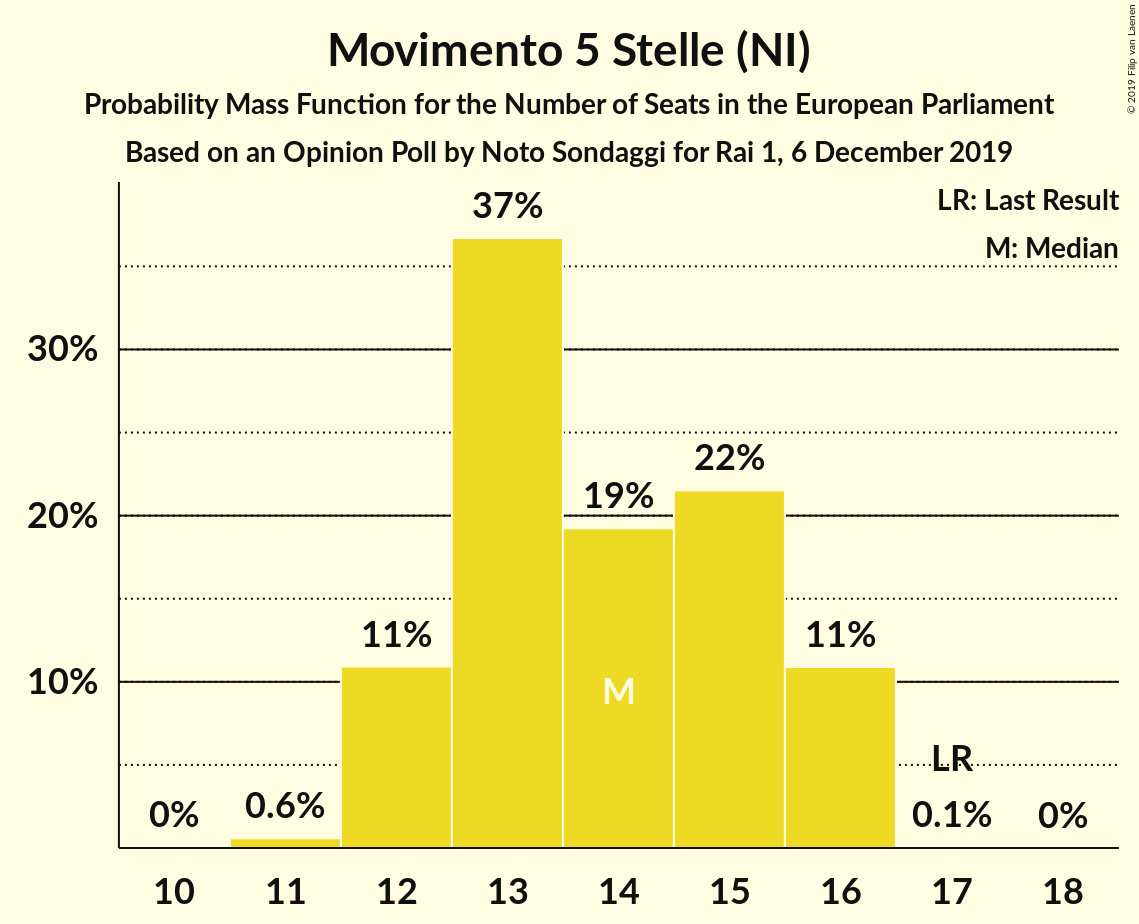 Movimento 5 Stelle (NI)
Probability Mass Function for the Number of Seats in the European Parliament
Based on an Opinion Poll by Noto Sondaggi for Rai 1, 6 December 2019
© 2019 Filip van Laenen
LR: Last Result
M: Median
37%
30%
22%
19%
20%
11%
11%
10%
M
LR
0%
0.6%
0.1%
0%
10 11 12 13 14 15 16 17 18